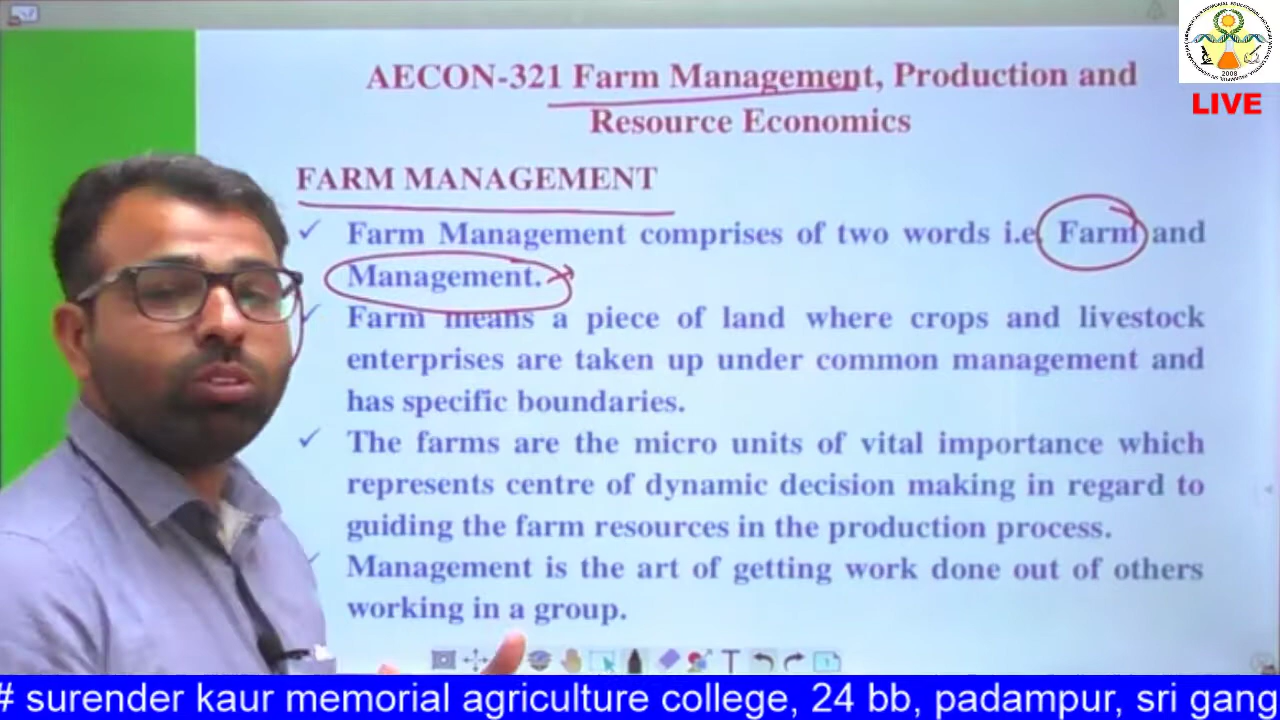 AECON-321 Farm Management, Production and
Resource Economics
FARM MANAGEMENT
✓ Farm Management comprises of two words i.e. Farm and
Management.
✓ Farm means a piece of land where crops and livestock
enterprises are taken up under common management and
has specific boundaries.
✓ The farms are the micro units of vital importance which
represents centre of dynamic decision making in regard to
guiding the farm resources in the production process.
✓ Management is the art of getting work done out of others
working in a group.
2008
LIVE
# surender kaur memorial agriculture college, 24 bb, padampur, sri gang